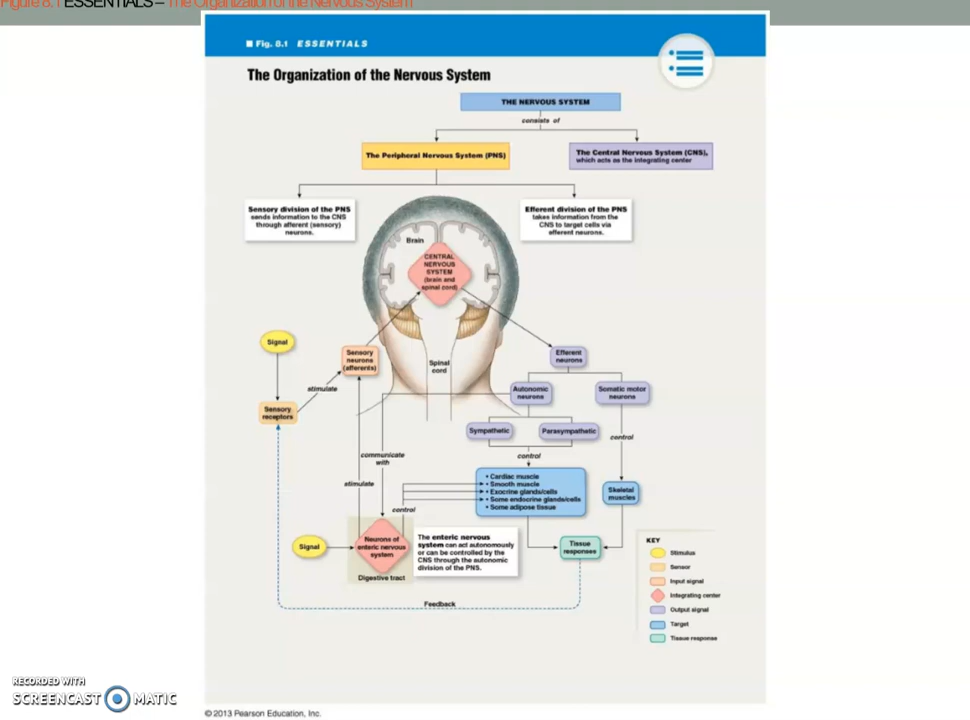 Figure 8.1 ESSENTIALS – The Organization of the Nervous System
Fig. 8.1 ESSENTIALS
The Organization of the Nervous System
THE NERVOUS SYSTEM
consists of
The Peripheral Nervous System (PNS)
The Central Nervous System (CNS),
which acts as the integrating center
Sensory division of the PNS
sends information to the CNS
through afferent (sensory)
neurons.
Efferent division of the PNS
takes information from the
CNS to target cells via
efferent neurons.
Brain
CENTRAL
NERVOUS
SYSTEM
(brain and
spinal cord)
Signal
Sensory
neurons
(afferents)
Spinal
cord
Efferent
neurons
stimulate
Autonomic
neurons
Somatic motor
neurons
Sensory
receptors
Sympathetic
Parasympathetic
control
communicate
with
control
stimulate
• Cardiac muscle
• Smooth muscle
• Exocrine glands/cells
• Some endocrine glands/cells
• Some adipose tissue
Skeletal
muscles
control
Signal
Neurons of
enteric nervous
system
The enteric nervous
system can act autonomously
or can be controlled by the
CNS through the autonomic
division of the PNS.
Tissue
responses
Digestive tract
Feedback
KEY
Stimulus
Sensor
Input signal
Integrating center
Output signal
Target
Tissue response
RECORDED WITH
SCREENCAST MATIC
© 2013 Pearson Education, Inc.